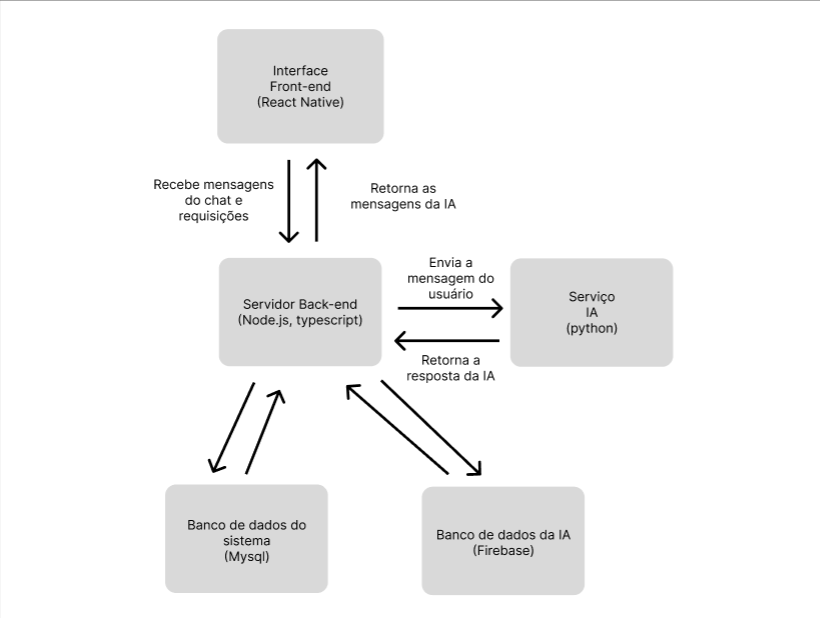 Interface
Front-end
(React Native)
Recebe mensagens
do chat e
requisições
Retorna as
mensagens da IA
Servidor Back-end
(Node.js, typescript)
Envia a
mensagem do
usuário
Serviço
IA
(python)
Retorna a
resposta da IA
Banco de dados do
sistema
(Mysql)
Banco de dados da IA
(Firebase)